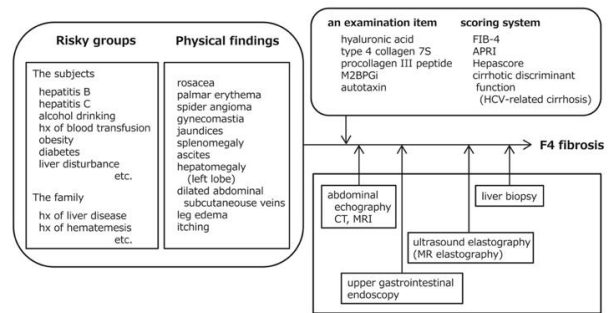 Risky groups
The subjects
hepatitis B
hepatitis C
alcohol drinking
hx of blood transfusion
obesity
diabetes
liver disturbance
etc.
The family
hx of liver disease
hx of hematemesis
etc.
Physical findings
rosacea
palmar erythema
spider angioma
gynecomastia
jaundices
splenomegaly
ascites
hepatomegaly
(left lobe)
dilated abdominal
subcutaneouse veins
leg edema
itching
an examination item
hyaluronic acid
type 4 collagen 7S
procollagen III peptide
M2BPGi
autotaxin
scoring system
FIB-4
APRI
Hepascore
cirrhotic discriminant
function
(HCV-related cirrhosis)
F4 fibrosis
abdominal
echography
CT, MRI
liver biopsy
ultrasound elastography
(MR elastography)
upper gastrointestinal
endoscopy